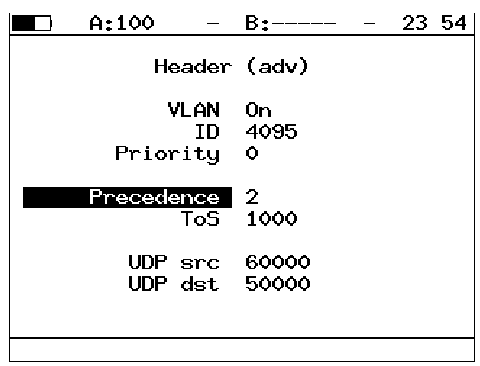 A:100 – B:––––– – 23 54
Header (adv)
VLAN On
ID 4095
Priority 0
Precedence 2
ToS 1000
UDP src 60000
UDP dst 50000